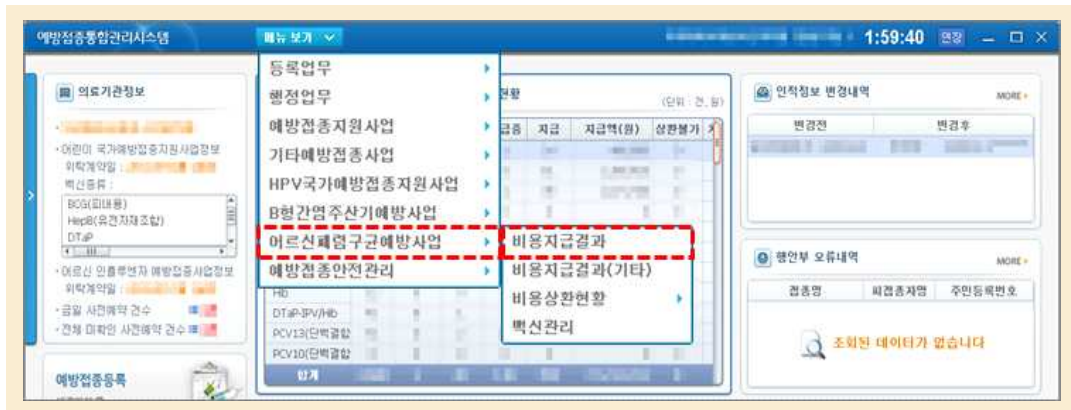 예방접종통합관리시스템 메뉴 보기 1:59:40 연장
의료기관정보
어린이 국가예방접종지원사업정보
위탁계약일 :
백신종류 :
BCG(피내용)
HepB(유전자재조합)
DTaP
어르신 인플루엔자 예방접종사업정보
위탁계약일 :
금일 사전예약 건수
전체 미확인 사전예약 건수
예방접종등록
등록업무
행정업무
예방접종지원사업
기타예방접종사업
HPV국가예방접종지원사업
B형간염주산기예방사업
어르신폐렴구균예방사업
예방접종안전관리
비용지급결과
비용지급결과(기타)
비용상환현황
백신관리
현황 (단위 : 건, 원)
지급 지급액(원) 상환불가
Hib
DTaP-IPV/Hib
PCV13(단백결합
PCV10(단백결합
합계
인적정보 변경내역 MORE
변경전 변경후
행안부 오류내역 MORE
접종명 피접종자명 주민등록번호
조회된 데이터가 없습니다